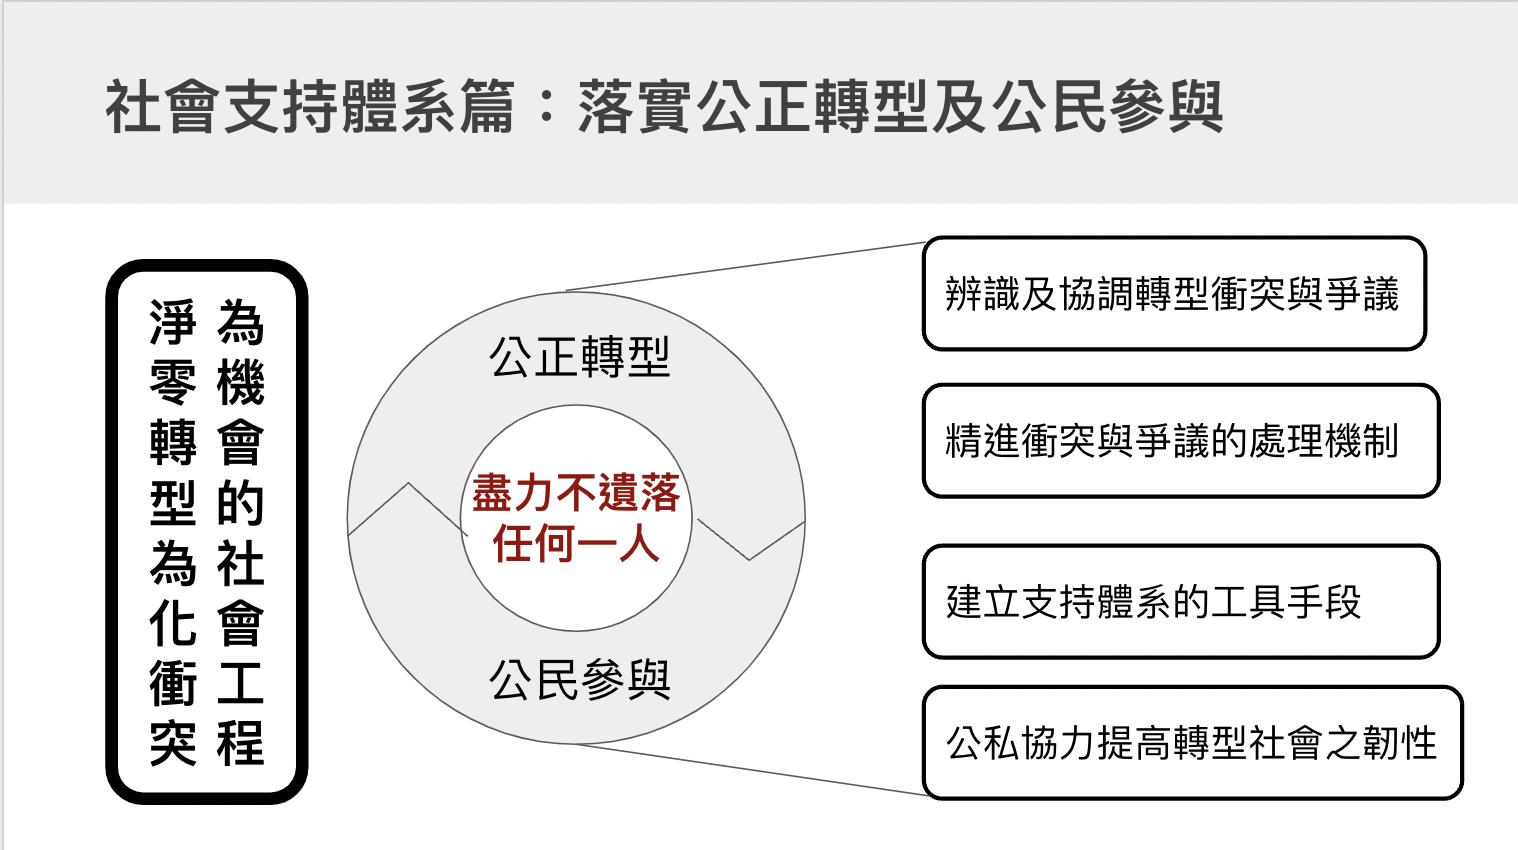 社會支持體系篇：落實公正轉型及公民參與
淨零轉型為化衝突
為機會的社會工程
公正轉型
盡力不遺落
任何一人
公民參與
辨識及協調轉型衝突與爭議
精進衝突與爭議的處理機制
建立支持體系的工具手段
公私協力提高轉型社會之韌性